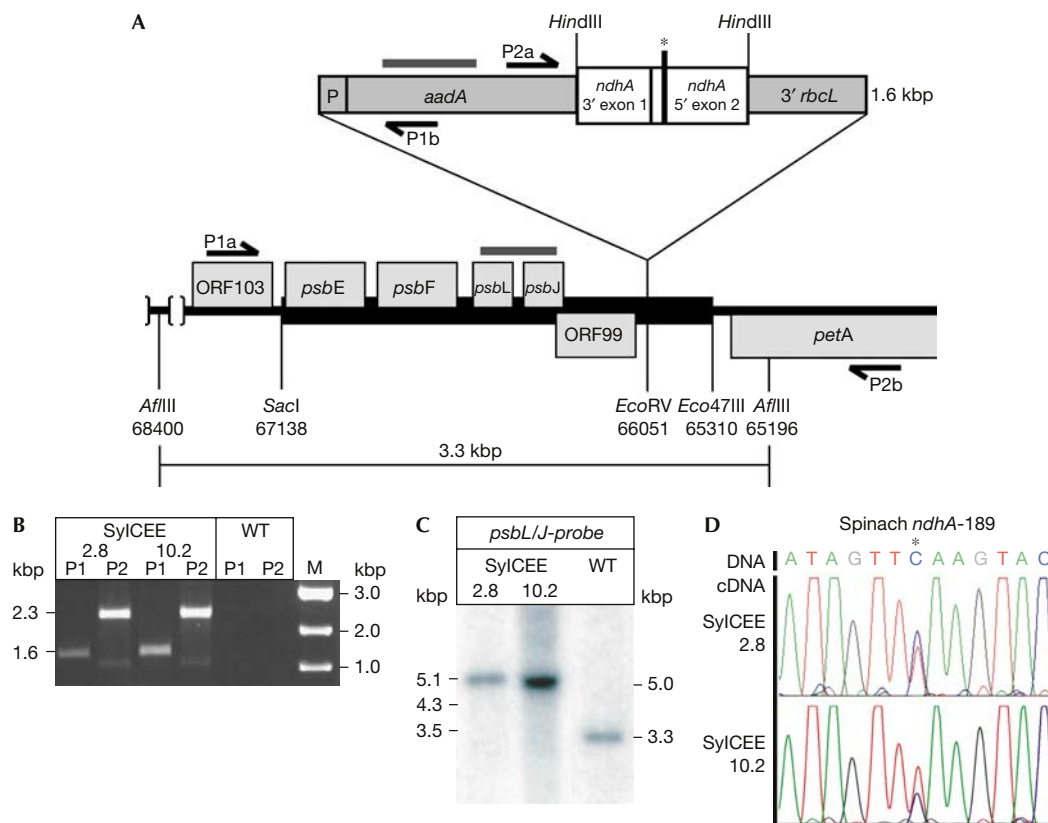 A
HindIII
HindIII
P2a
*
P
aadA
ndhA
3′ exon 1
ndhA
5′ exon 2
3′ rbcL
1.6 kbp
P1b
P1a
ORF103
psbE
psbF
psbL
psbJ
ORF99
petA
P2b
AflIII
68400
SacI
67138
EcoRV
66051
Eco47III
65310
AflIII
65196
3.3 kbp
B
SyICEE
WT
2.8
10.2
kbp
P1
P2
P1
P2
P1
P2
M
kbp
2.3
1.6
3.0
2.0
1.0
C
psbL/J-probe
SyICEE
WT
kbp
2.8
10.2
kbp
5.1
4.3
3.5
5.0
3.3
D
Spinach ndhA-189
*
DNA
A T A G T T C A A G T A C
cDNA
SyICEE
2.8
SyICEE
10.2